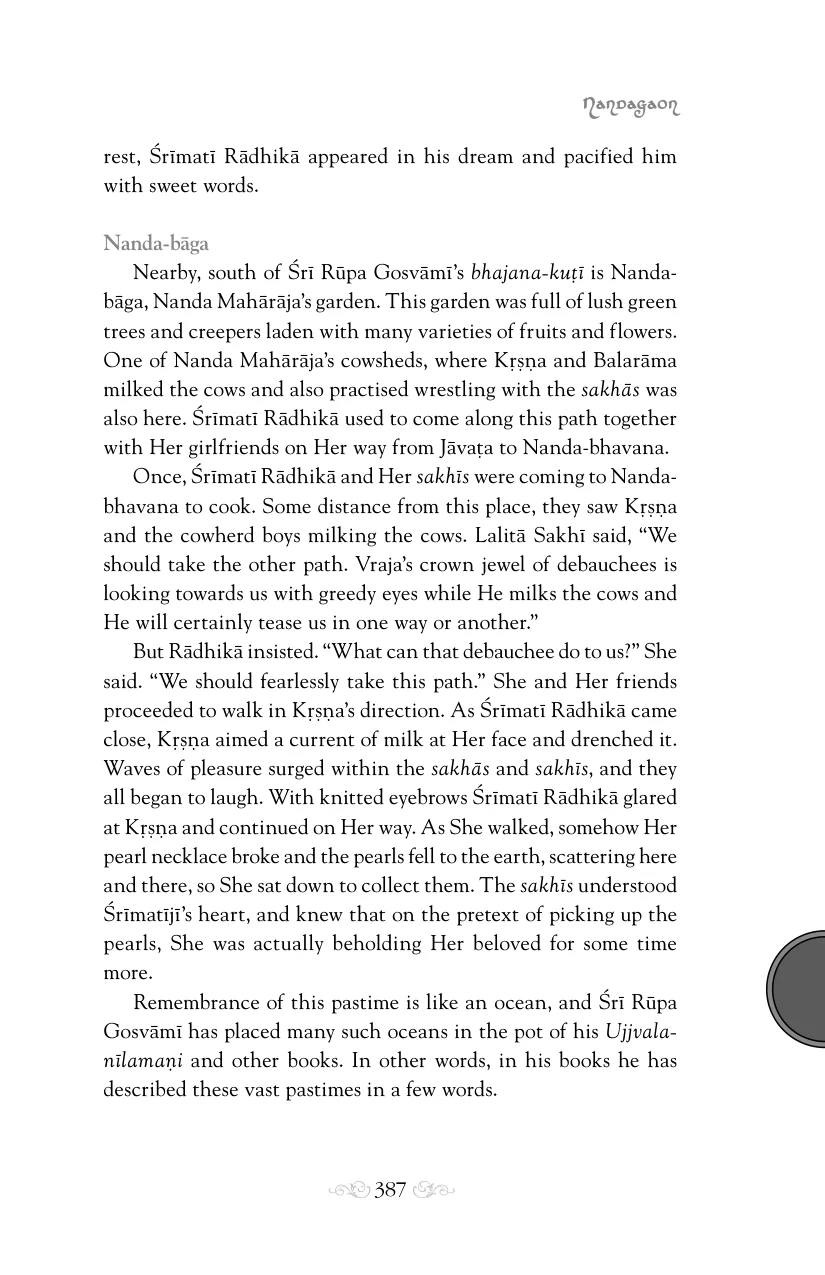 Nandagaon
rest, Śrīmatī Rādhikā appeared in his dream and pacified him
with sweet words.
Nanda-bāga
Nearby, south of Śrī Rūpa Gosvāmī’s bhajana-kuṭī is Nanda-
bāga, Nanda Mahārāja’s garden. This garden was full of lush green
trees and creepers laden with many varieties of fruits and flowers.
One of Nanda Mahārāja’s cowsheds, where Kṛṣṇa and Balarāma
milked the cows and also practised wrestling with the sakhās was
also here. Śrīmatī Rādhikā used to come along this path together
with Her girlfriends on Her way from Jāvaṭa to Nanda-bhavana.
Once, Śrīmatī Rādhikā and Her sakhīs were coming to Nanda-
bhavana to cook. Some distance from this place, they saw Kṛṣṇa
and the cowherd boys milking the cows. Lalitā Sakhī said, “We
should take the other path. Vraja’s crown jewel of debauchees is
looking towards us with greedy eyes while He milks the cows and
He will certainly tease us in one way or another.”
But Rādhikā insisted. “What can that debauchee do to us?” She
said. “We should fearlessly take this path.” She and Her friends
proceeded to walk in Kṛṣṇa’s direction. As Śrīmatī Rādhikā came
close, Kṛṣṇa aimed a current of milk at Her face and drenched it.
Waves of pleasure surged within the sakhās and sakhīs, and they
all began to laugh. With knitted eyebrows Śrīmatī Rādhikā glared
at Kṛṣṇa and continued on Her way. As She walked, somehow Her
pearl necklace broke and the pearls fell to the earth, scattering here
and there, so She sat down to collect them. The sakhīs understood
Śrīmatījī’s heart, and knew that on the pretext of picking up the
pearls, She was actually beholding Her beloved for some time
more.
Remembrance of this pastime is like an ocean, and Śrī Rūpa
Gosvāmī has placed many such oceans in the pot of his Ujjvala-
nīlamaṇi and other books. In other words, in his books he has
described these vast pastimes in a few words.
387